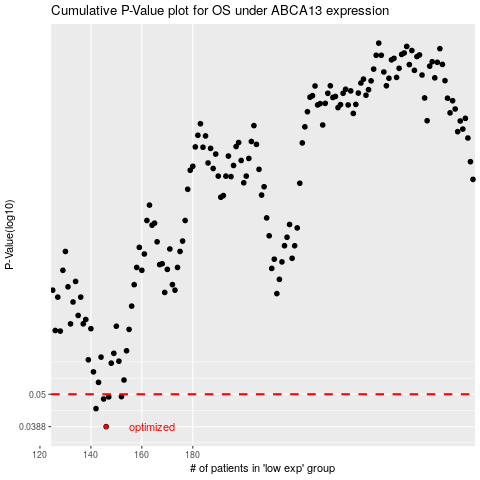 Cumulative P-Value plot for OS under ABCA13 expression
P-Value(log10)
0.05
0.0388
optimized
120 140 160 180
# of patients in 'low exp' group